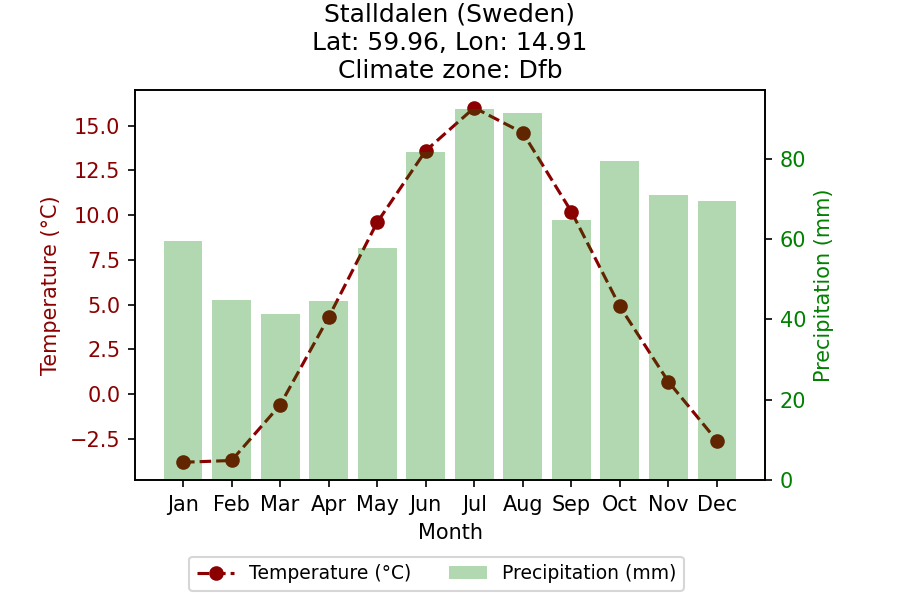 Stalldalen (Sweden)
Lat: 59.96, Lon: 14.91
Climate zone: Dfb
Temperature (°C)
15.0
12.5
10.0
7.5
5.0
2.5
0.0
−2.5
80
60
40
20
0
Precipitation (mm)
Jan Feb Mar Apr May Jun Jul Aug Sep Oct Nov Dec
Month
Temperature (°C) Precipitation (mm)